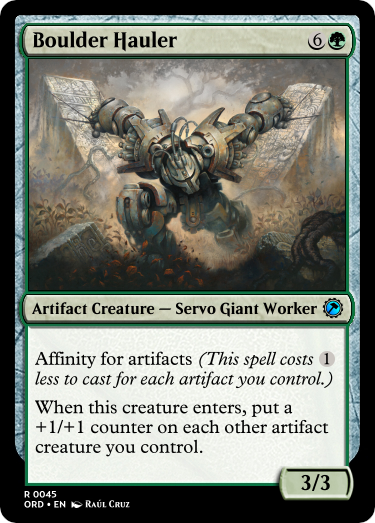 Boulder Hauler 6
Artifact Creature — Servo Giant Worker
Affinity for artifacts (This spell costs 1
less to cast for each artifact you control.)
When this creature enters, put a
+1/+1 counter on each other artifact
creature you control.
3/3
R 0045
ORD • EN Raúl Cruz